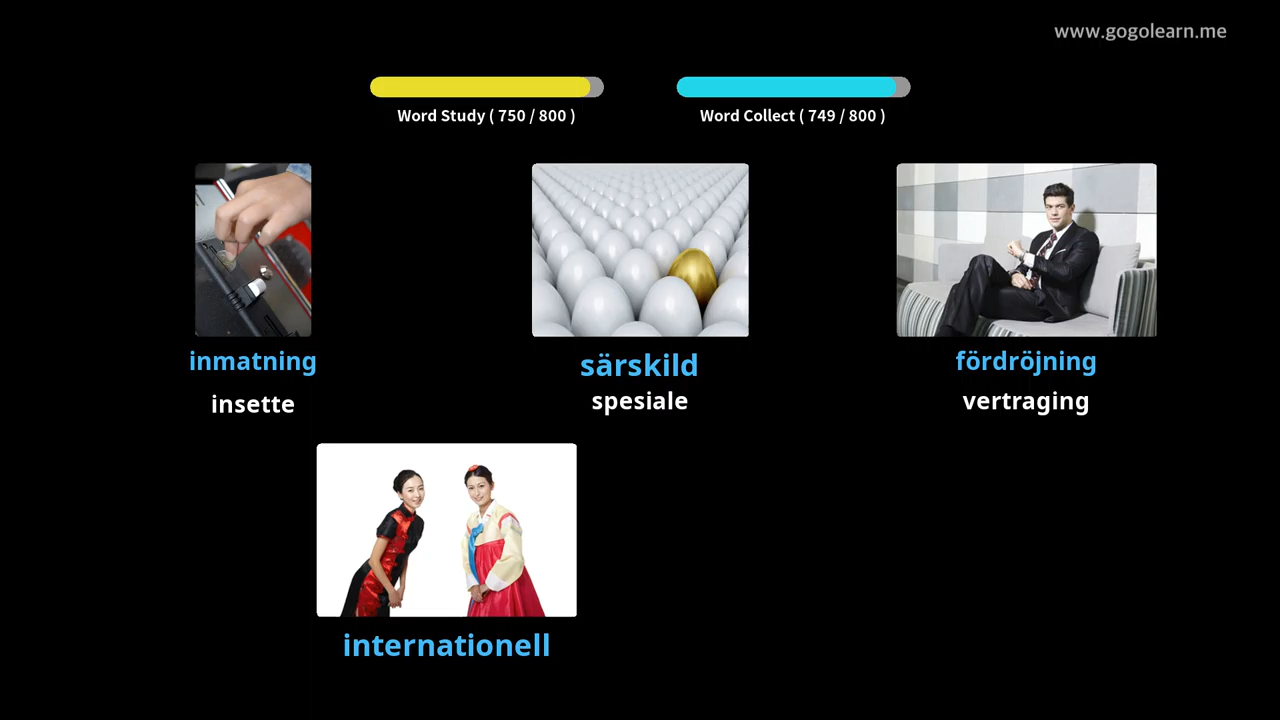 www.gogolearn.me
Word Study ( 750 / 800 )
Word Collect ( 749 / 800 )
inmatning
särskild
fördröjning
insette
spesiale
vertraging
internationell